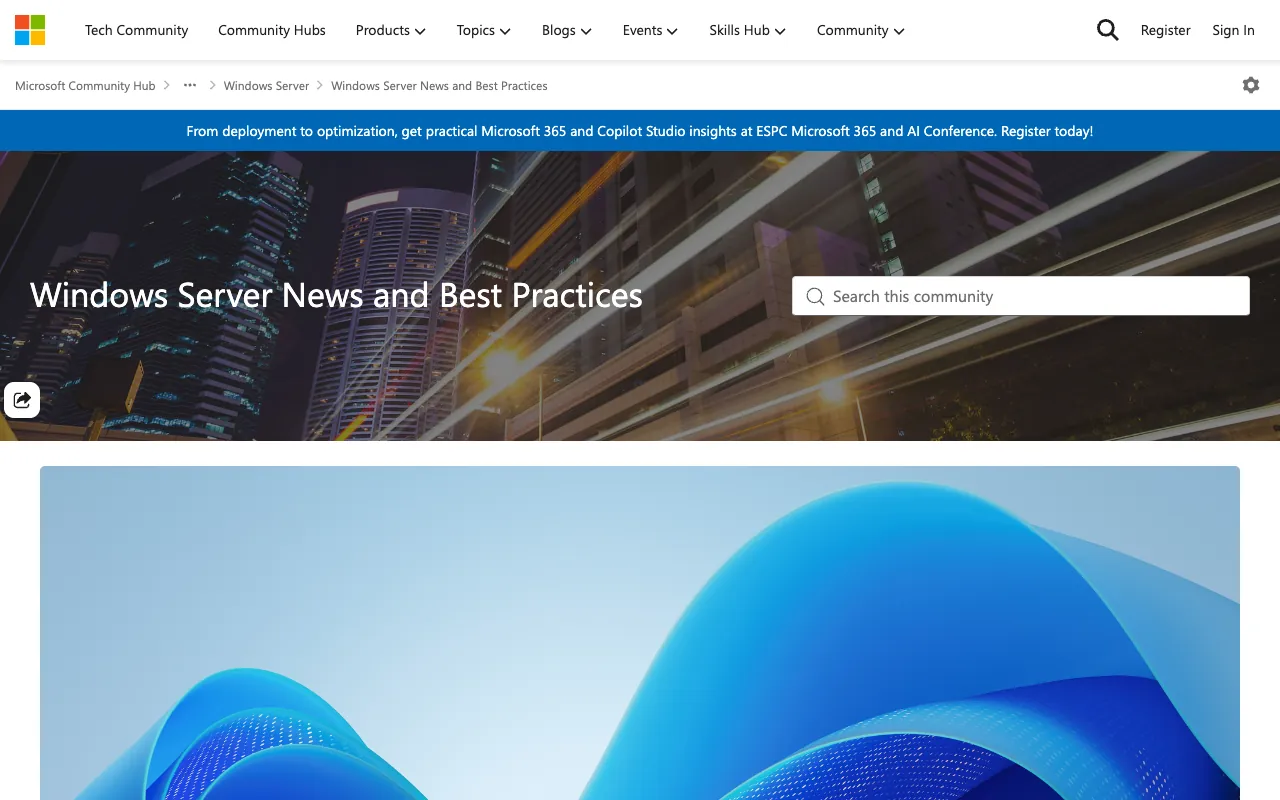 Tech Community
Community Hubs
Products
Topics
Blogs
Events
Skills Hub
Community
Register
Sign In
Microsoft Community Hub
Windows Server
Windows Server News and Best Practices
From deployment to optimization, get practical Microsoft 365 and Copilot Studio insights at ESPC Microsoft 365 and AI Conference. Register today!
Windows Server News and Best Practices
Search this community